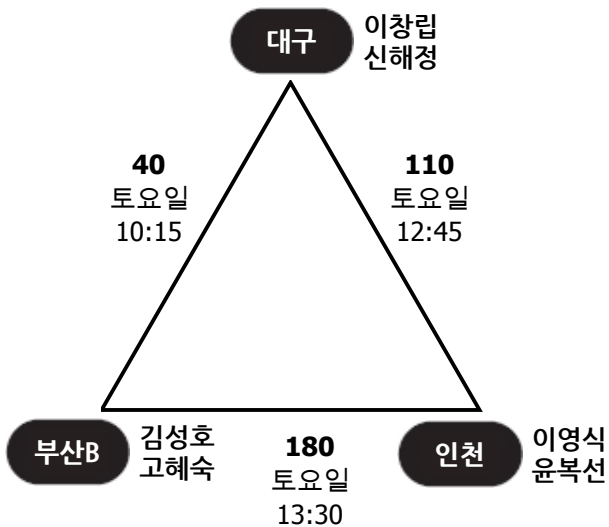 대구
이창립
신해정
40
토요일
10:15
110
토요일
12:45
부산B
김성호
고혜숙
180
토요일
13:30
인천
이영식
윤복선